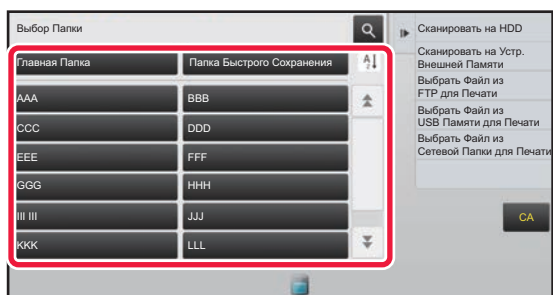 Выбор Папки
Главная Папка
Папка Быстрого Сохранения
AAA
BBB
CCC
DDD
EEE
FFF
GGG
HHH
III III
JJJ
KKK
LLL
Сканировать на HDD
Сканировать на Устр.
Внешней Памяти
Выбрать Файл из
FTP для Печати
Выбрать Файл из
USB Памяти для Печати
Выбрать Файл из
Сетевой Папки для Печати
CA